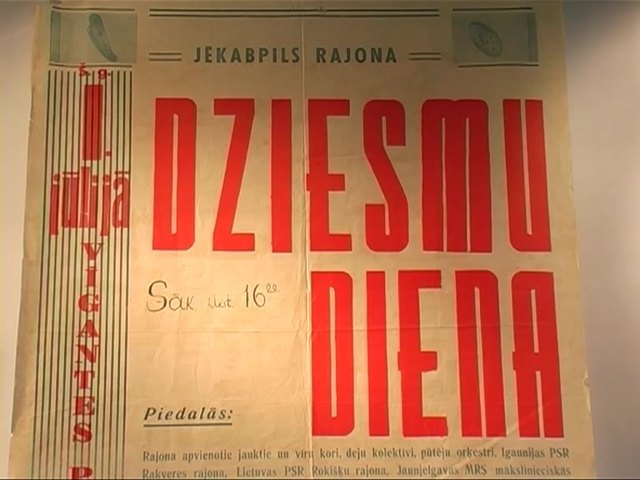 JĒKABPILS RAJONA
DZIESMU
DIENA
š. g.
1.
jūlijā
VIGANTES P
Sāk. plkst. 16⁰⁰
Piedalās:
Rajona apvienotie jauktie un vīru kori, deju kolektīvi, pūtēju orķestri, Igaunijas PSR
Rakveres rajona, Lietuvas PSR Rokišķu rajona, Jaunjelgavas MRS mākslinieciskās